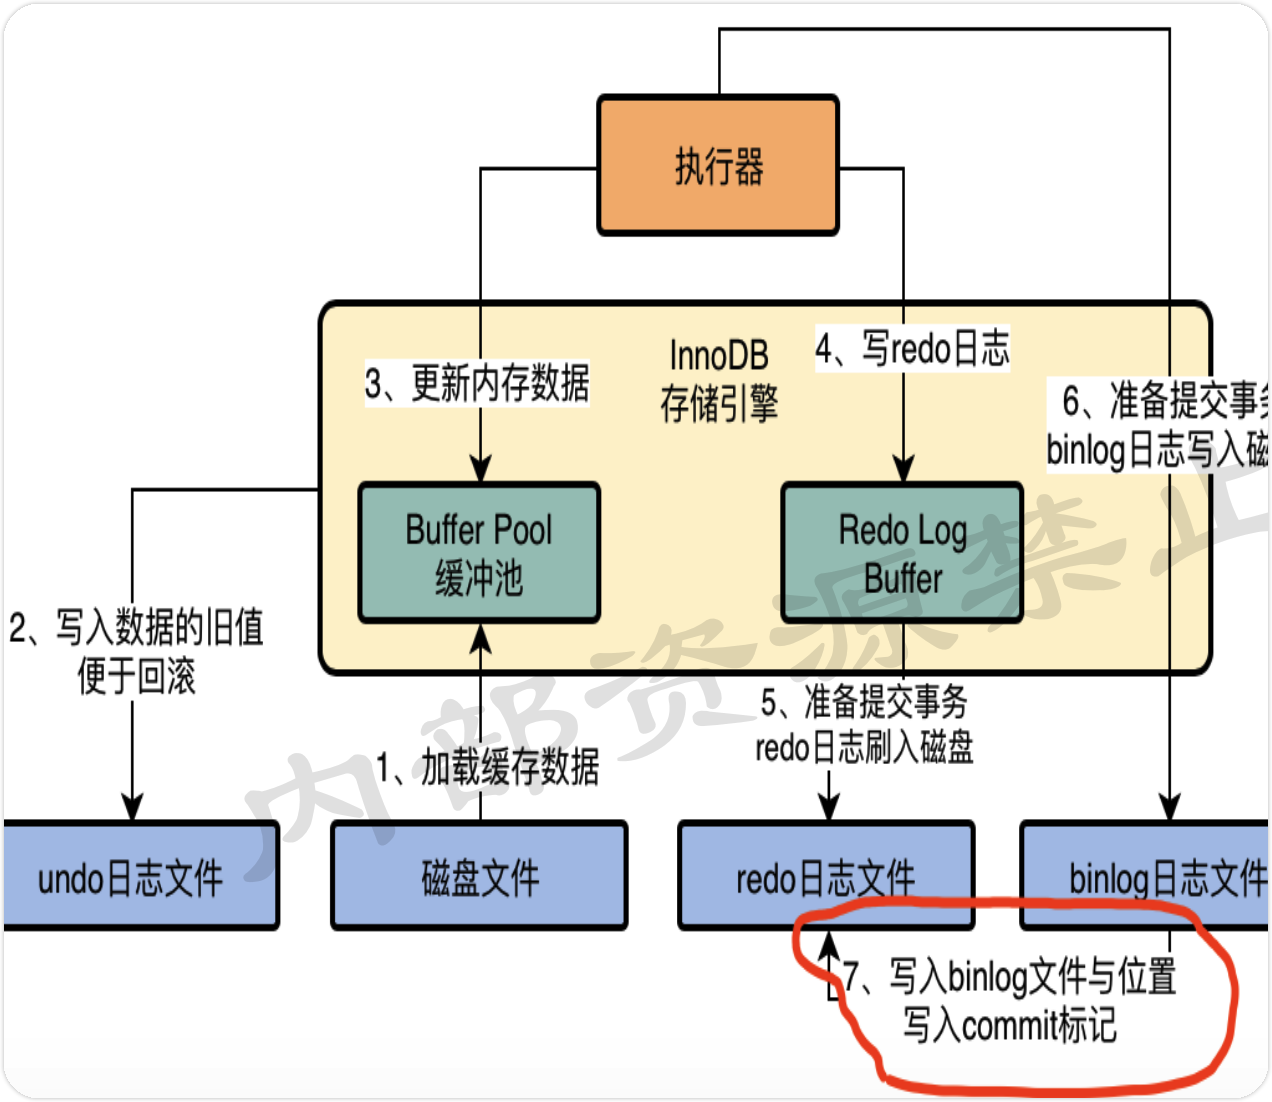 执行器
InnoDB
存储引擎
3、更新内存数据
4、写redo日志
6、准备提交事务
binlog日志写入磁
Buffer Pool
缓冲池
Redo Log
Buffer
2、写入数据的旧值
便于回滚
1、加载缓存数据
5、准备提交事务
redo日志刷入磁盘
undo日志文件
磁盘文件
redo日志文件
binlog日志文件
7、写入binlog文件与位置
写入commit标记
内部资源禁止